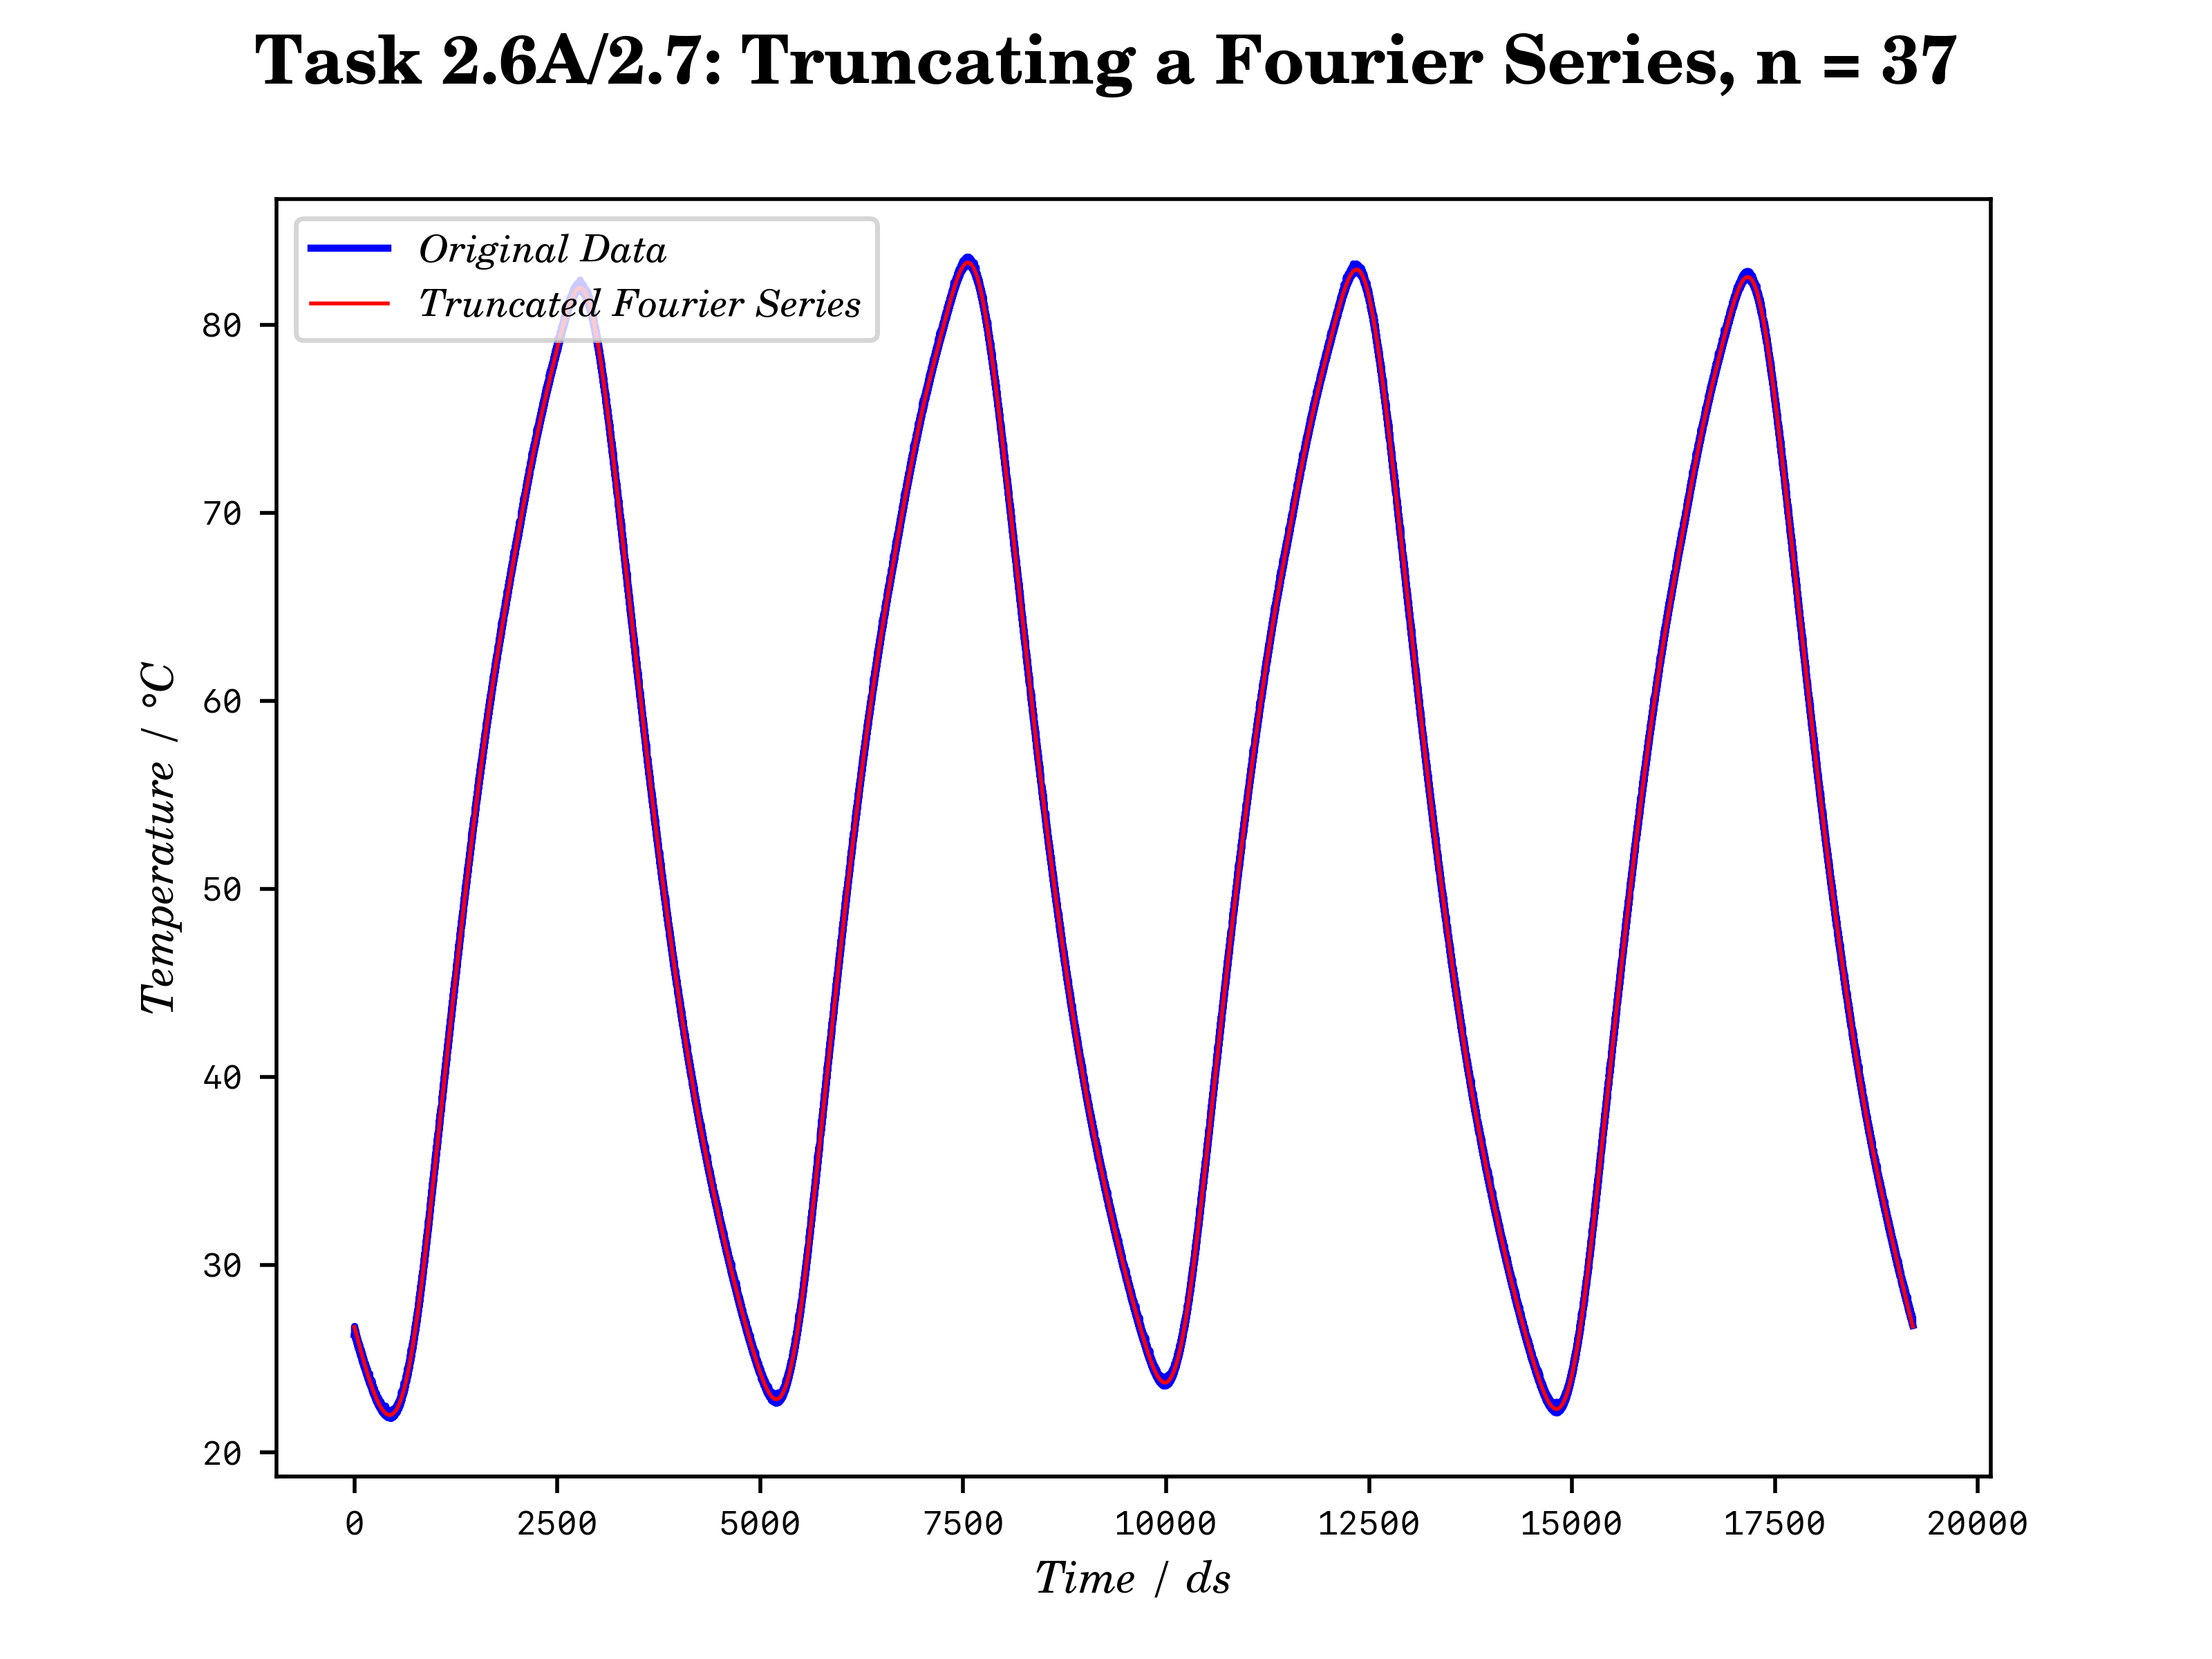 Task 2.6A/2.7: Truncating a Fourier Series, n = 37
Original Data
Truncated Fourier Series
Temperature / °C
80
70
60
50
40
30
20
0 2500 5000 7500 10000 12500 15000 17500 20000
Time / ds